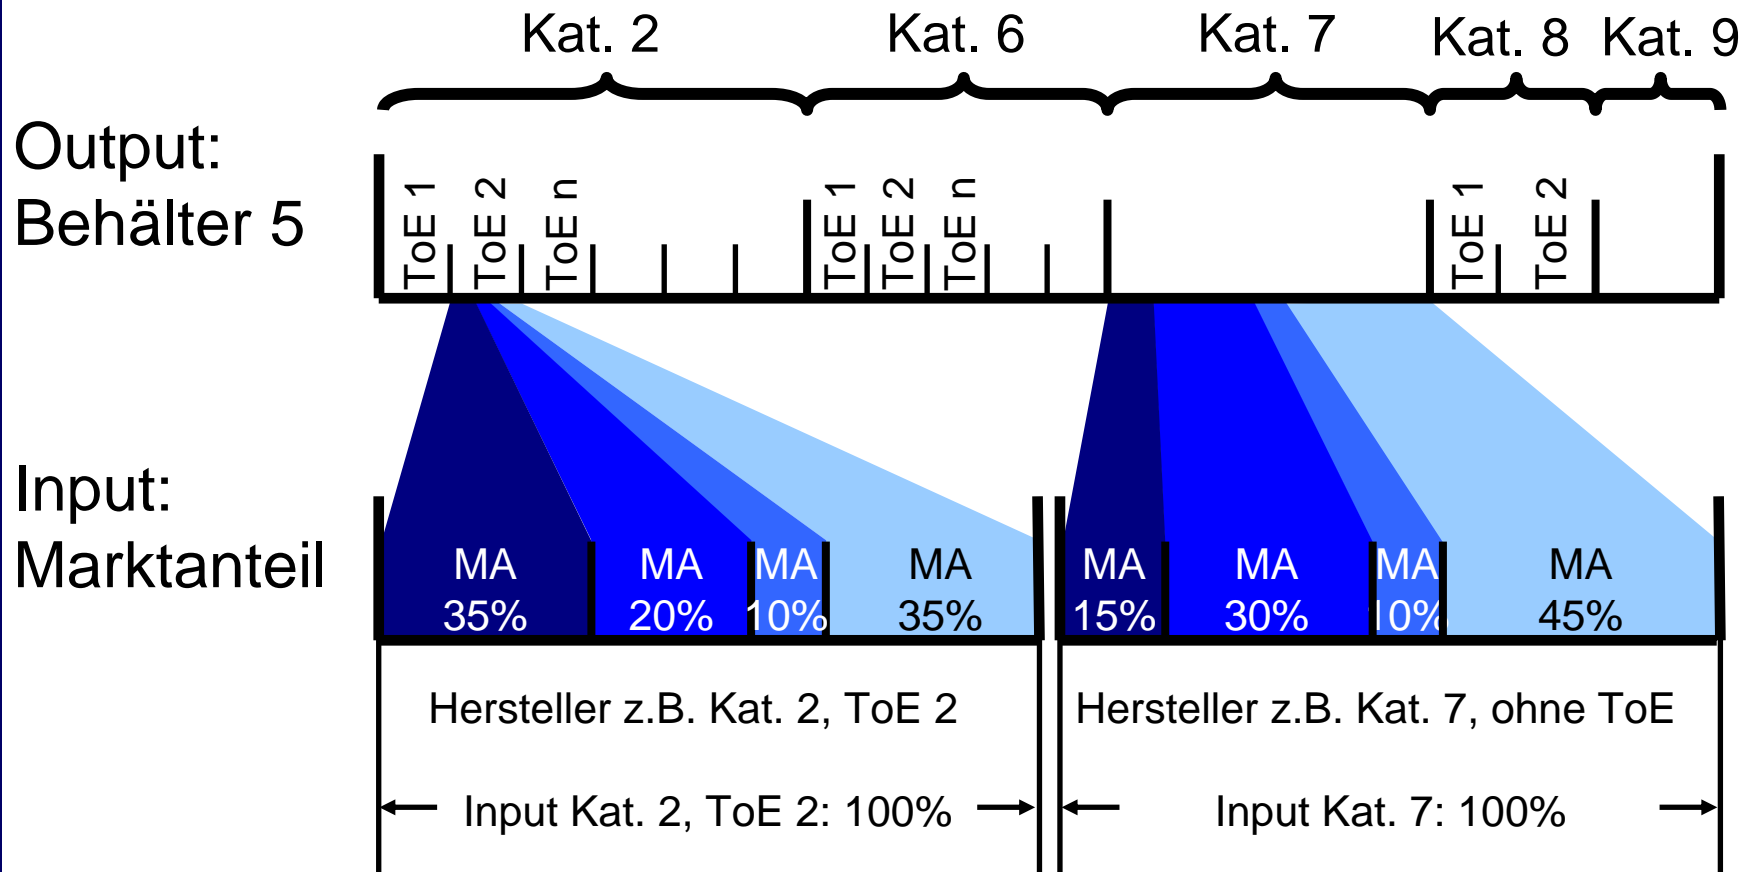 Kat. 2 Kat. 6 Kat. 7 Kat. 8 Kat. 9
Output:
Behälter 5
ToE 1
ToE 2
ToE n
ToE 1
ToE 2
ToE n
ToE 1
ToE 2
Input:
Marktanteil
MA
35%
MA
20%
MA
10%
MA
35%
MA
15%
MA
30%
MA
10%
MA
45%
Hersteller z.B. Kat. 2, ToE 2
Hersteller z.B. Kat. 7, ohne ToE
Input Kat. 2, ToE 2: 100%
Input Kat. 7: 100%